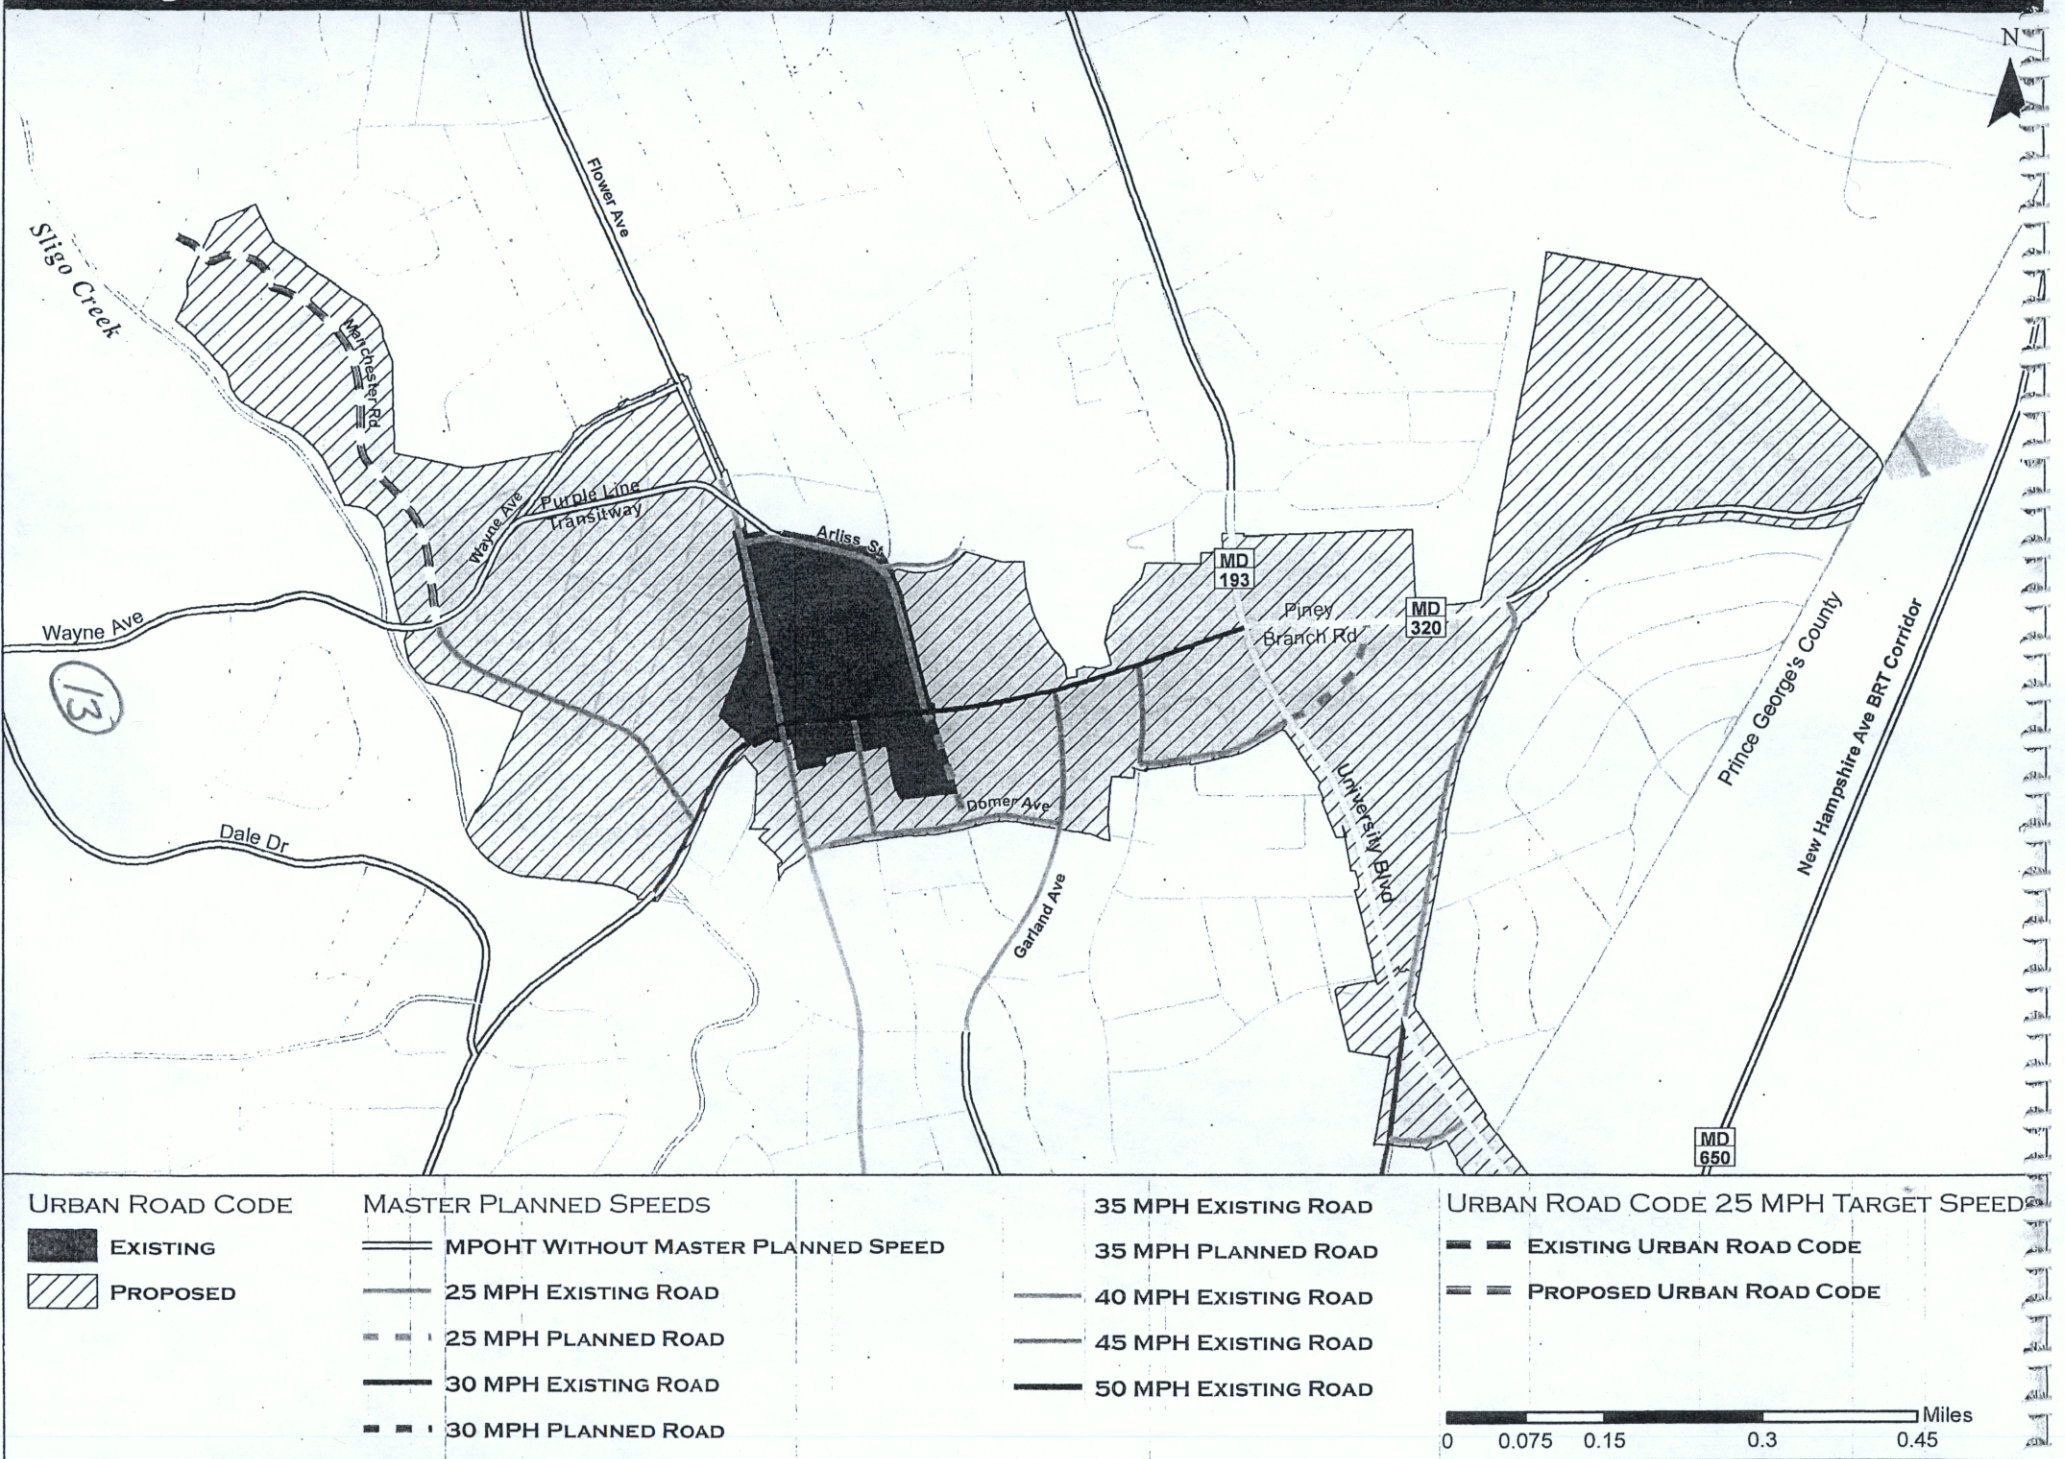 N
Flower Ave
Sligo Creek
Manchester Rd
Wayne Ave
Purple Line
Transitway
Arliss St
MD
193
Piney
Branch Rd
MD
320
Wayne Ave
13
Prince George's County
New Hampshire Ave BRT Corridor
University Blvd
Domer Ave
Dale Dr
Garland Ave
MD
650
URBAN ROAD CODE
EXISTING
PROPOSED
MASTER PLANNED SPEEDS
MPOHT WITHOUT MASTER PLANNED SPEED
25 MPH EXISTING ROAD
25 MPH PLANNED ROAD
30 MPH EXISTING ROAD
30 MPH PLANNED ROAD
35 MPH EXISTING ROAD
35 MPH PLANNED ROAD
40 MPH EXISTING ROAD
45 MPH EXISTING ROAD
50 MPH EXISTING ROAD
URBAN ROAD CODE 25 MPH TARGET SPEEDS
EXISTING URBAN ROAD CODE
PROPOSED URBAN ROAD CODE
Miles
0 0.075 0.15 0.3 0.45